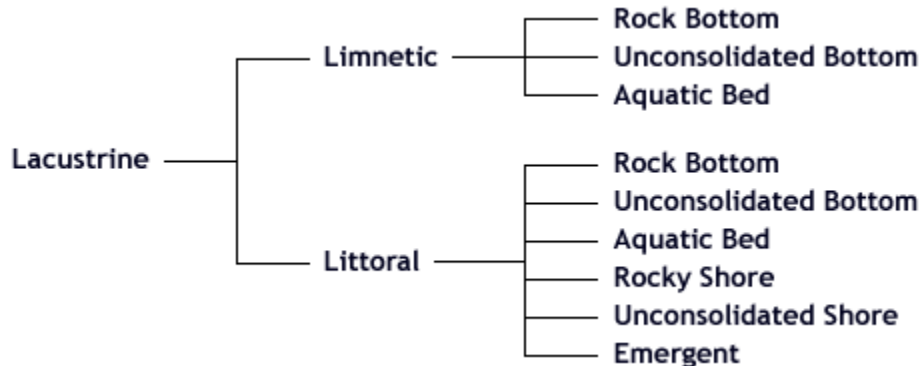 Lacustrine
Limnetic
Rock Bottom
Unconsolidated Bottom
Aquatic Bed
Littoral
Rock Bottom
Unconsolidated Bottom
Aquatic Bed
Rocky Shore
Unconsolidated Shore
Emergent